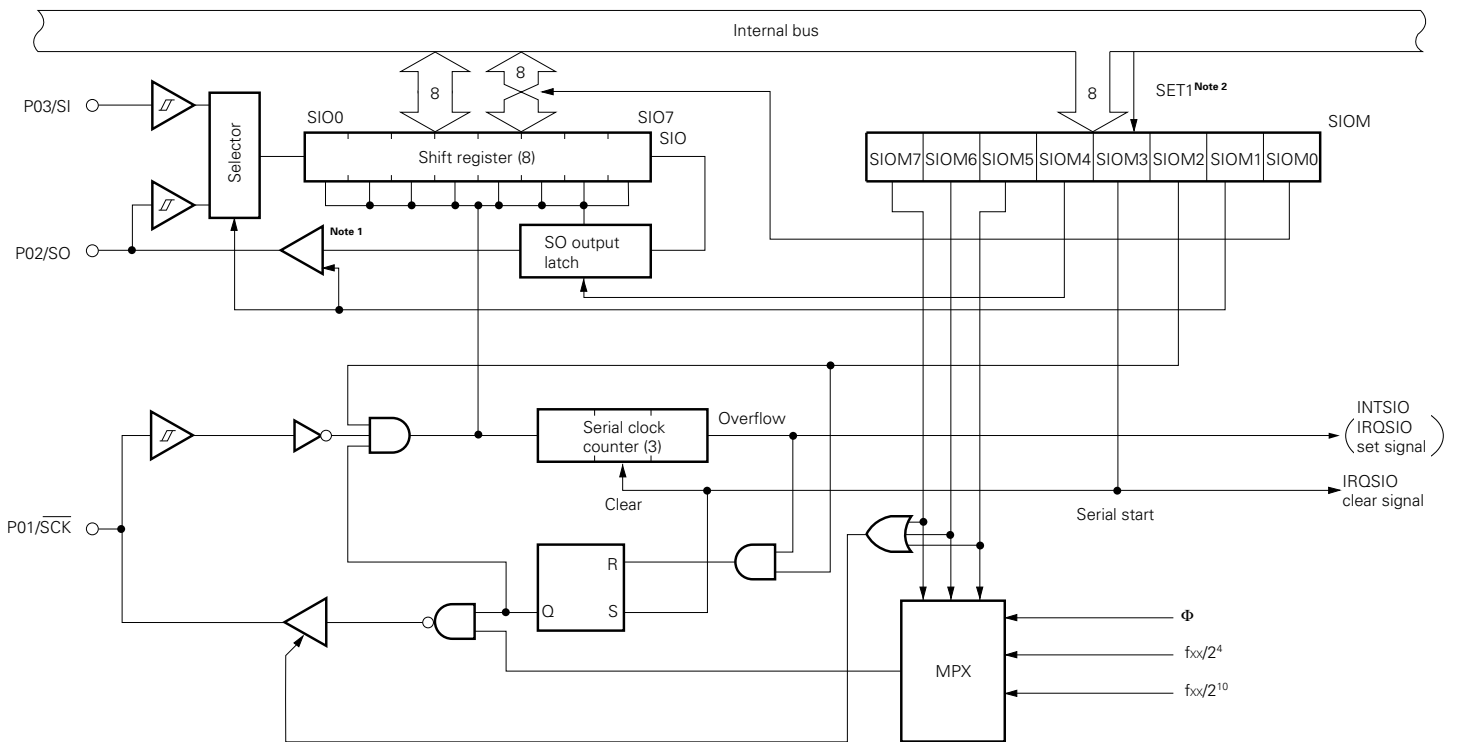 Internal bus
8
8
8
SET1Note 2
P03/SI
Selector
SIO0
SIO7
SIO
Shift register (8)
SIOM
SIOM7
SIOM6
SIOM5
SIOM4
SIOM3
SIOM2
SIOM1
SIOM0
P02/SO
Note 1
SO output
latch
Serial clock
counter (3)
Overflow
INTSIO
IRQSIO
set signal
Clear
IRQSIO
clear signal
Serial start
P01/SCK
R
Q
S
MPX
Φ
fxx/2⁴
fxx/2¹⁰